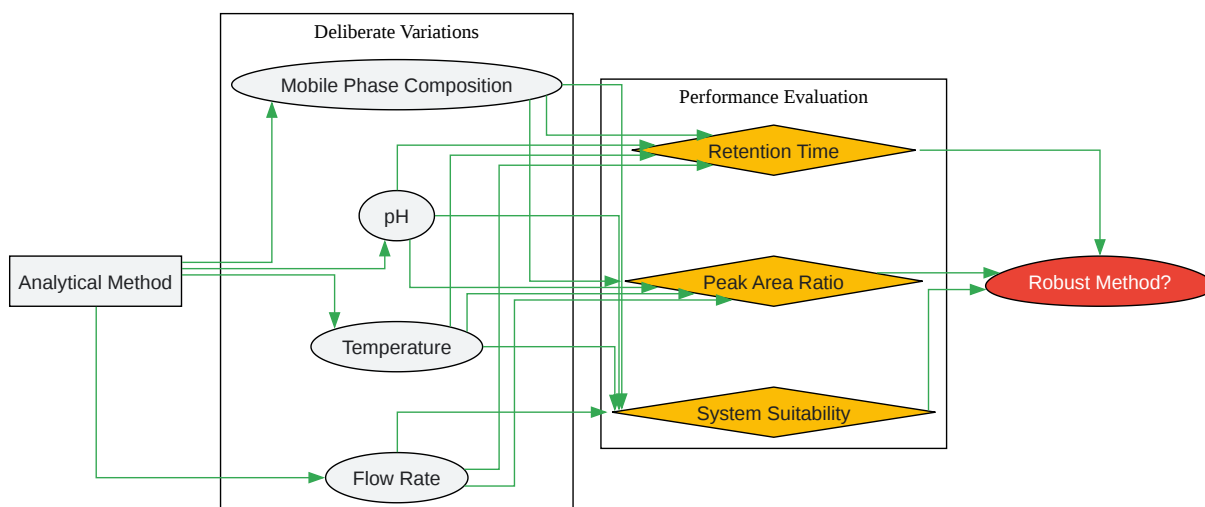 Deliberate Variations
Mobile Phase Composition
Performance Evaluation
Retention Time
pH
Analytical Method
Peak Area Ratio
Robust Method?
Temperature
System Suitability
Flow Rate